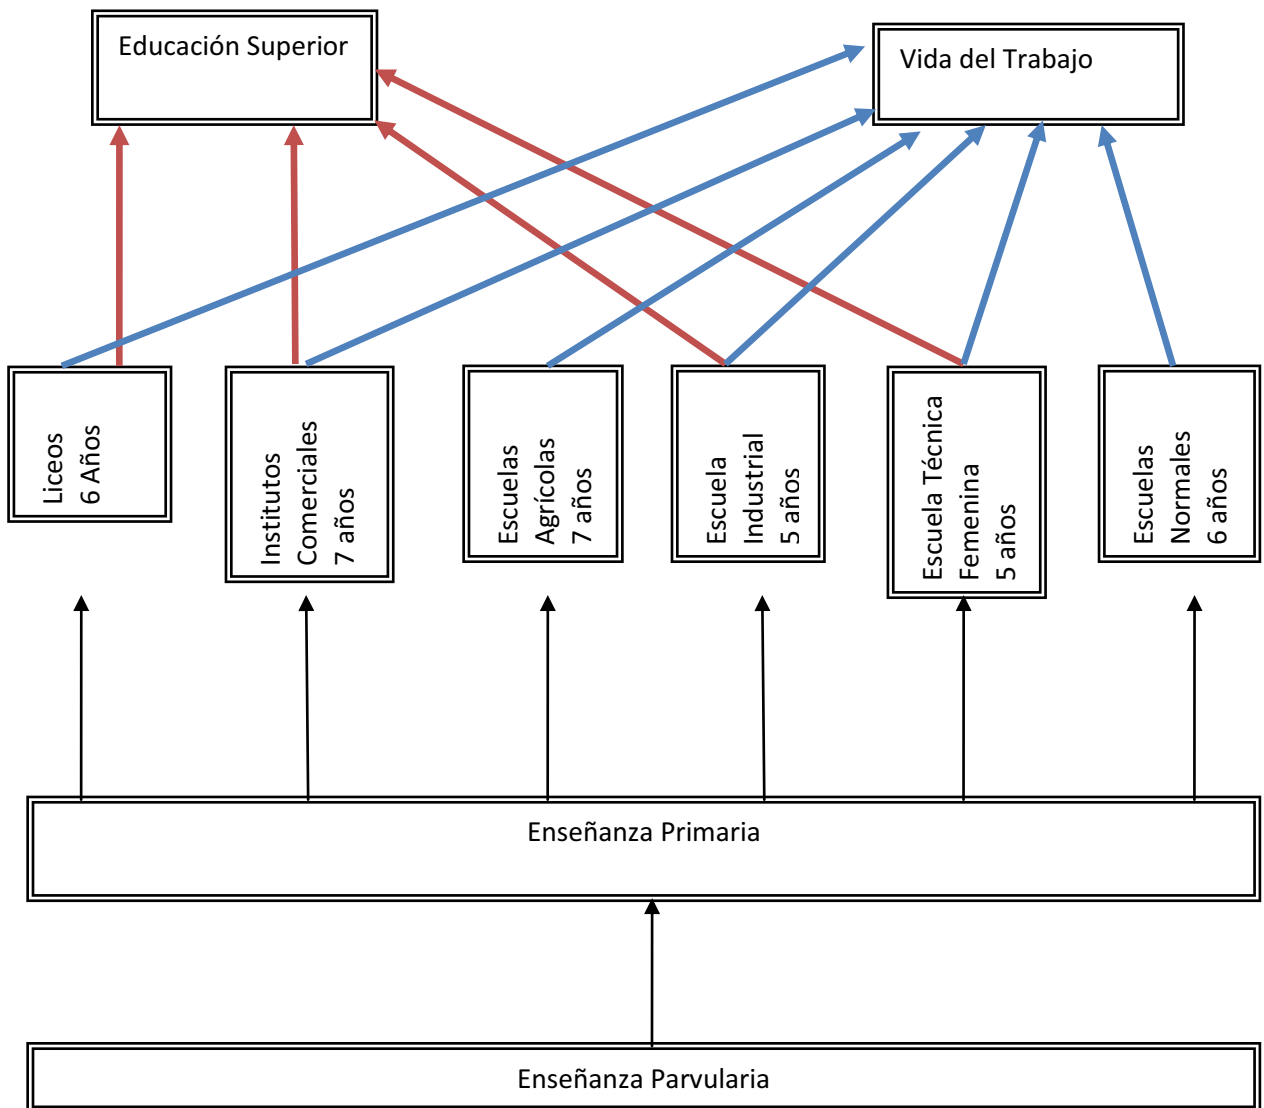 Educación Superior
Vida del Trabajo
Liceos
6 Años
Institutos
Comerciales
7 años
Escuelas
Agrícolas
7 años
Escuela
Industrial
5 años
Escuela Técnica
Femenina
5 años
Escuelas
Normales
6 años
Enseñanza Primaria
Enseñanza Parvularia